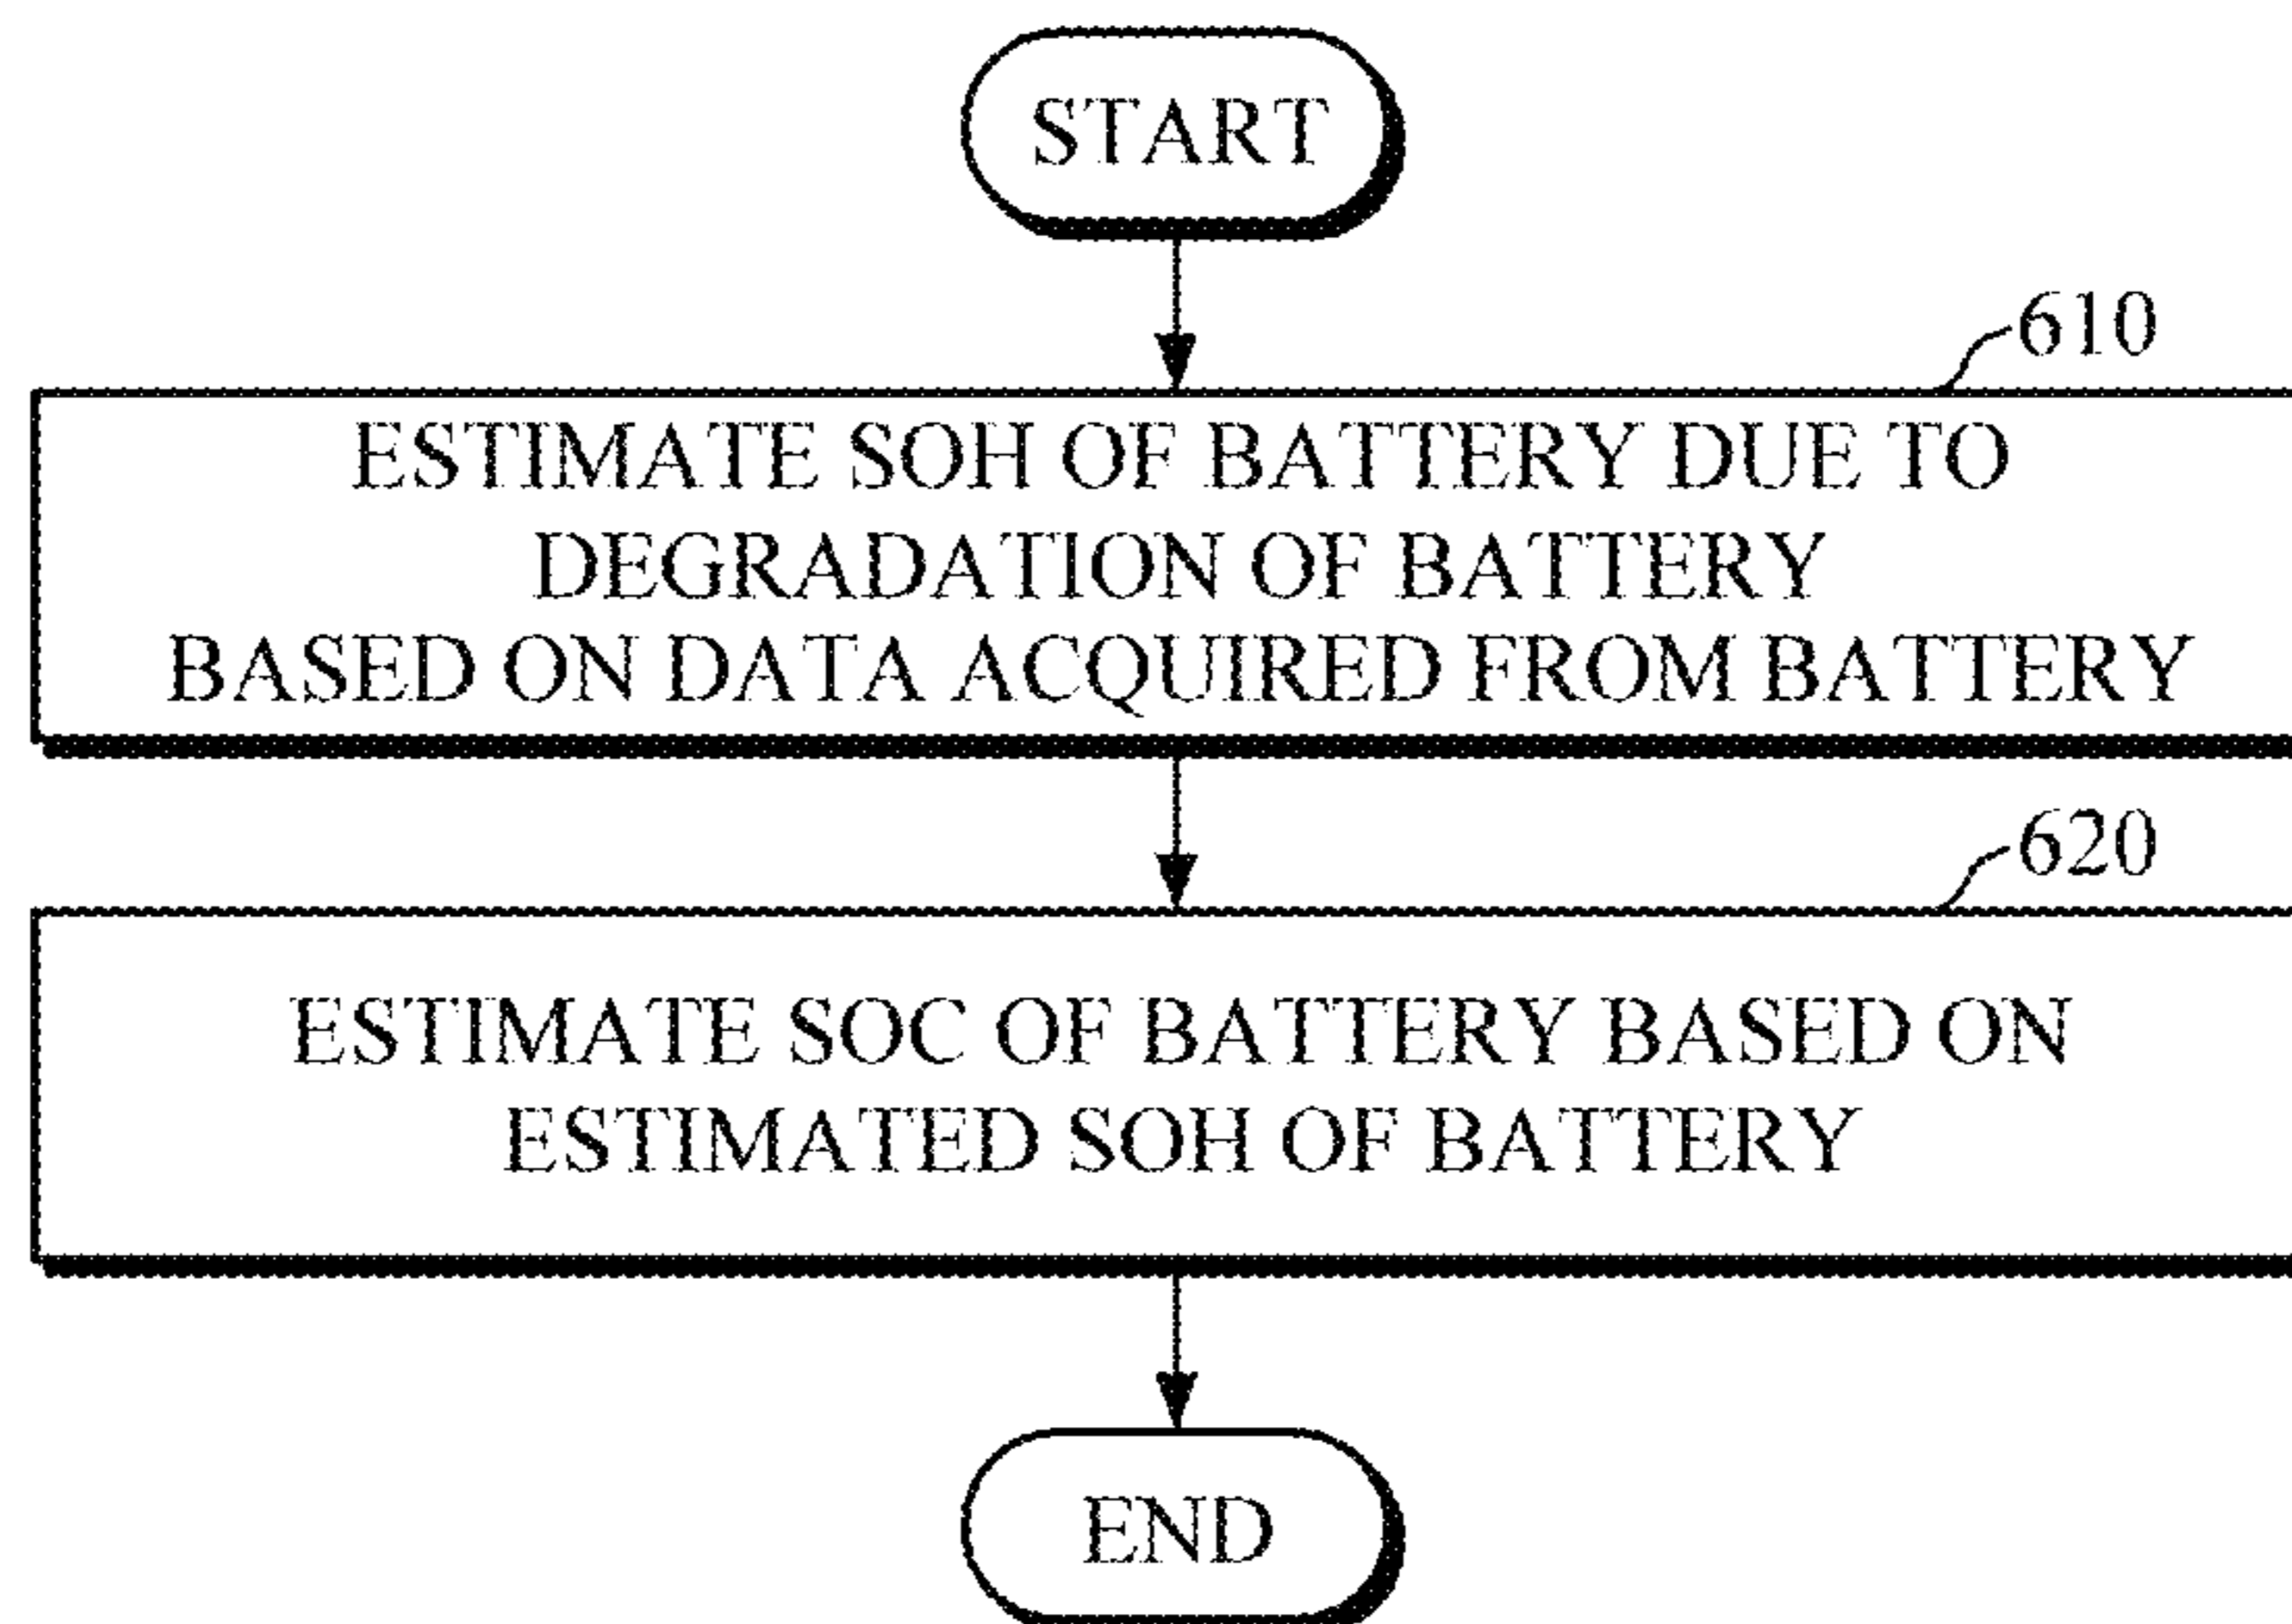 START
610
ESTIMATE SOH OF BATTERY DUE TO
DEGRADATION OF BATTERY
BASED ON DATA ACQUIRED FROM BATTERY
620
ESTIMATE SOC OF BATTERY BASED ON
ESTIMATED SOH OF BATTERY
END